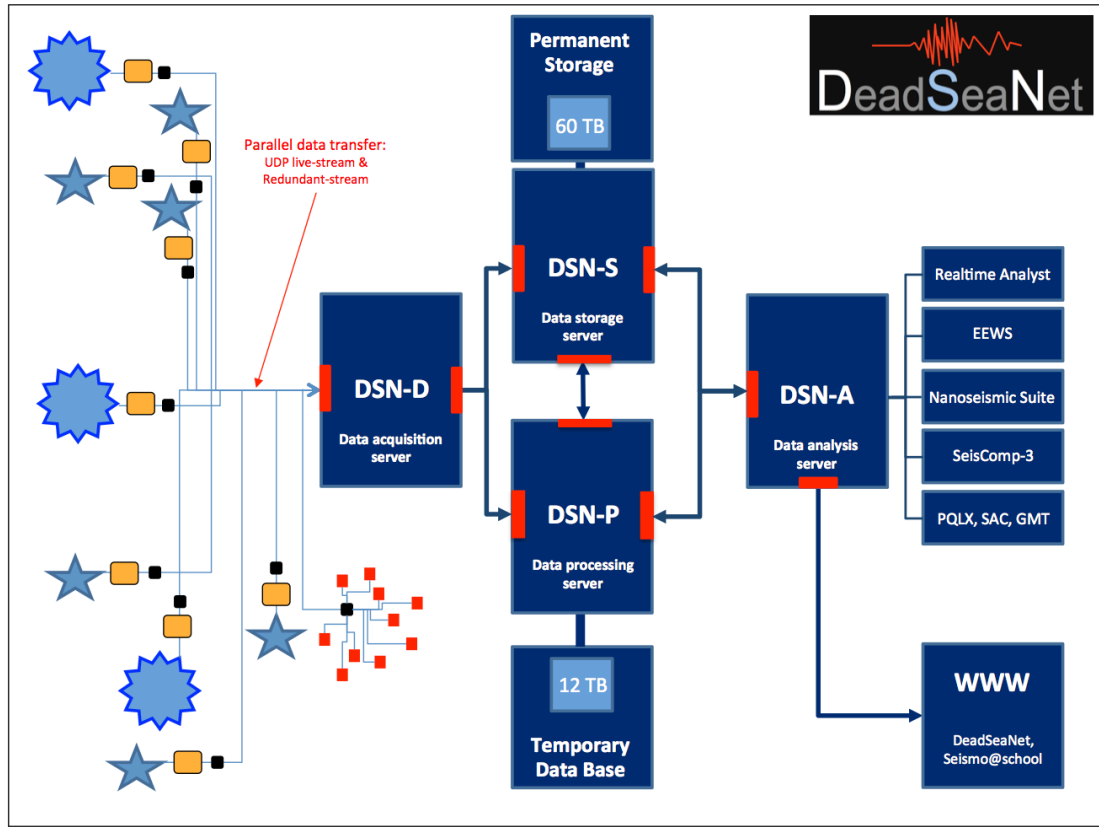 Permanent
Storage
60 TB
DeadSeaNet
Parallel data transfer:
UDP live-stream &
Redundant-stream
DSN-S
Data storage
server
DSN-D
Data acquisition
server
DSN-P
Data processing
server
12 TB
Temporary
Data Base
DSN-A
Data analysis
server
Realtime Analyst
EEWS
Nanoseismic Suite
SeisComp-3
PQLX, SAC, GMT
WWW
DeadSeaNet,
Seismo@school